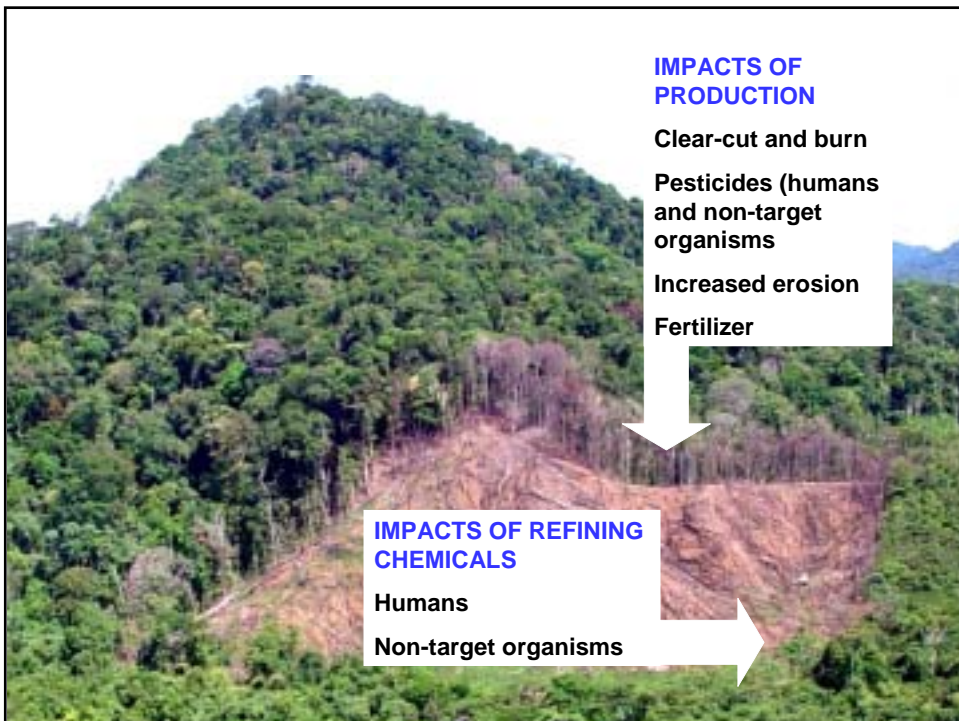 IMPACTS OF
PRODUCTION
Clear-cut and burn
Pesticides (humans
and non-target
organisms
Increased erosion
Fertilizer
IMPACTS OF REFINING
CHEMICALS
Humans
Non-target organisms